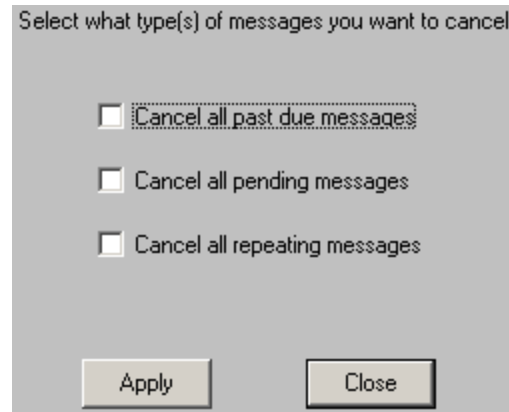 Select what type(s) of messages you want to cancel
Cancel all past due messages
Cancel all pending messages
Cancel all repeating messages
Apply Close